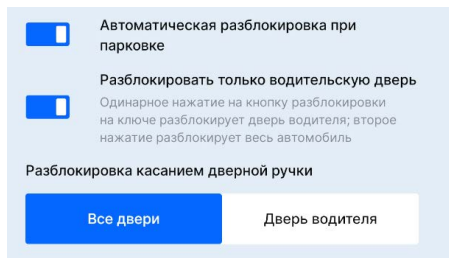 Автоматическая разблокировка при
парковке
Разблокировать только водительскую дверь
Одинарное нажатие на кнопку разблокировки
на ключе разблокирует дверь водителя; второе
нажатие разблокирует весь автомобиль
Разблокировка касанием дверной ручки
Все двери
Дверь водителя